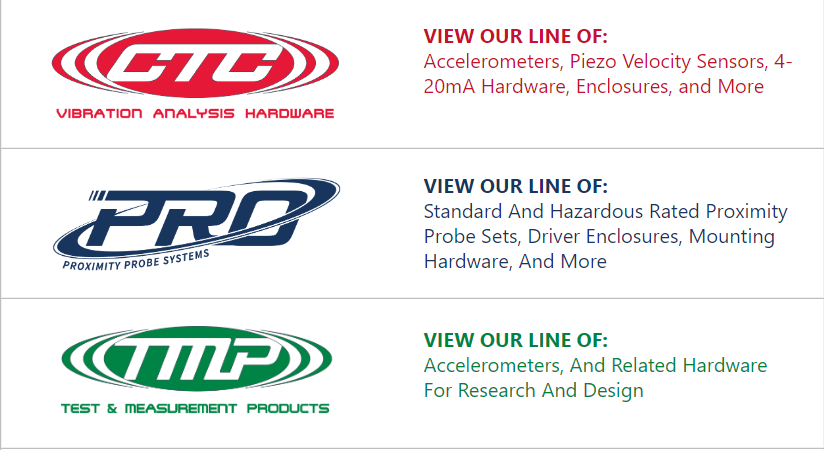 CTC
VIBRATION ANALYSIS HARDWARE
VIEW OUR LINE OF:
Accelerometers, Piezo Velocity Sensors, 4-
20mA Hardware, Enclosures, and More
PRO
PROXIMITY PROBE SYSTEMS
VIEW OUR LINE OF:
Standard And Hazardous Rated Proximity
Probe Sets, Driver Enclosures, Mounting
Hardware, And More
TMP
TEST & MEASUREMENT PRODUCTS
VIEW OUR LINE OF:
Accelerometers, And Related Hardware
For Research And Design